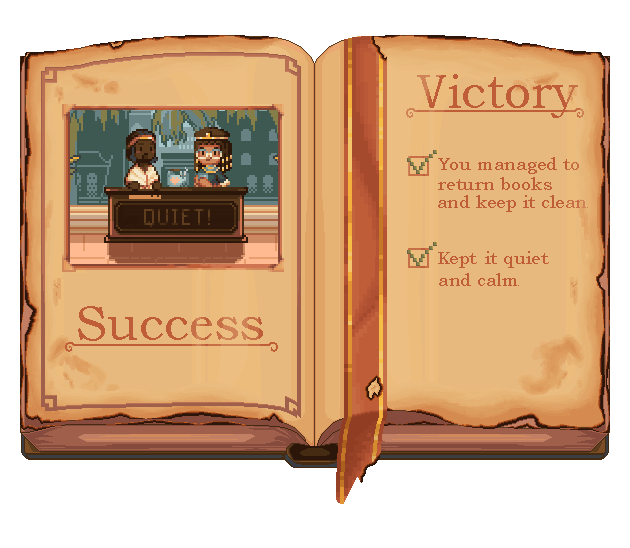 QUIET!
Success
Victory
You managed to
return books
and keep it clean
Kept it quiet
and calm